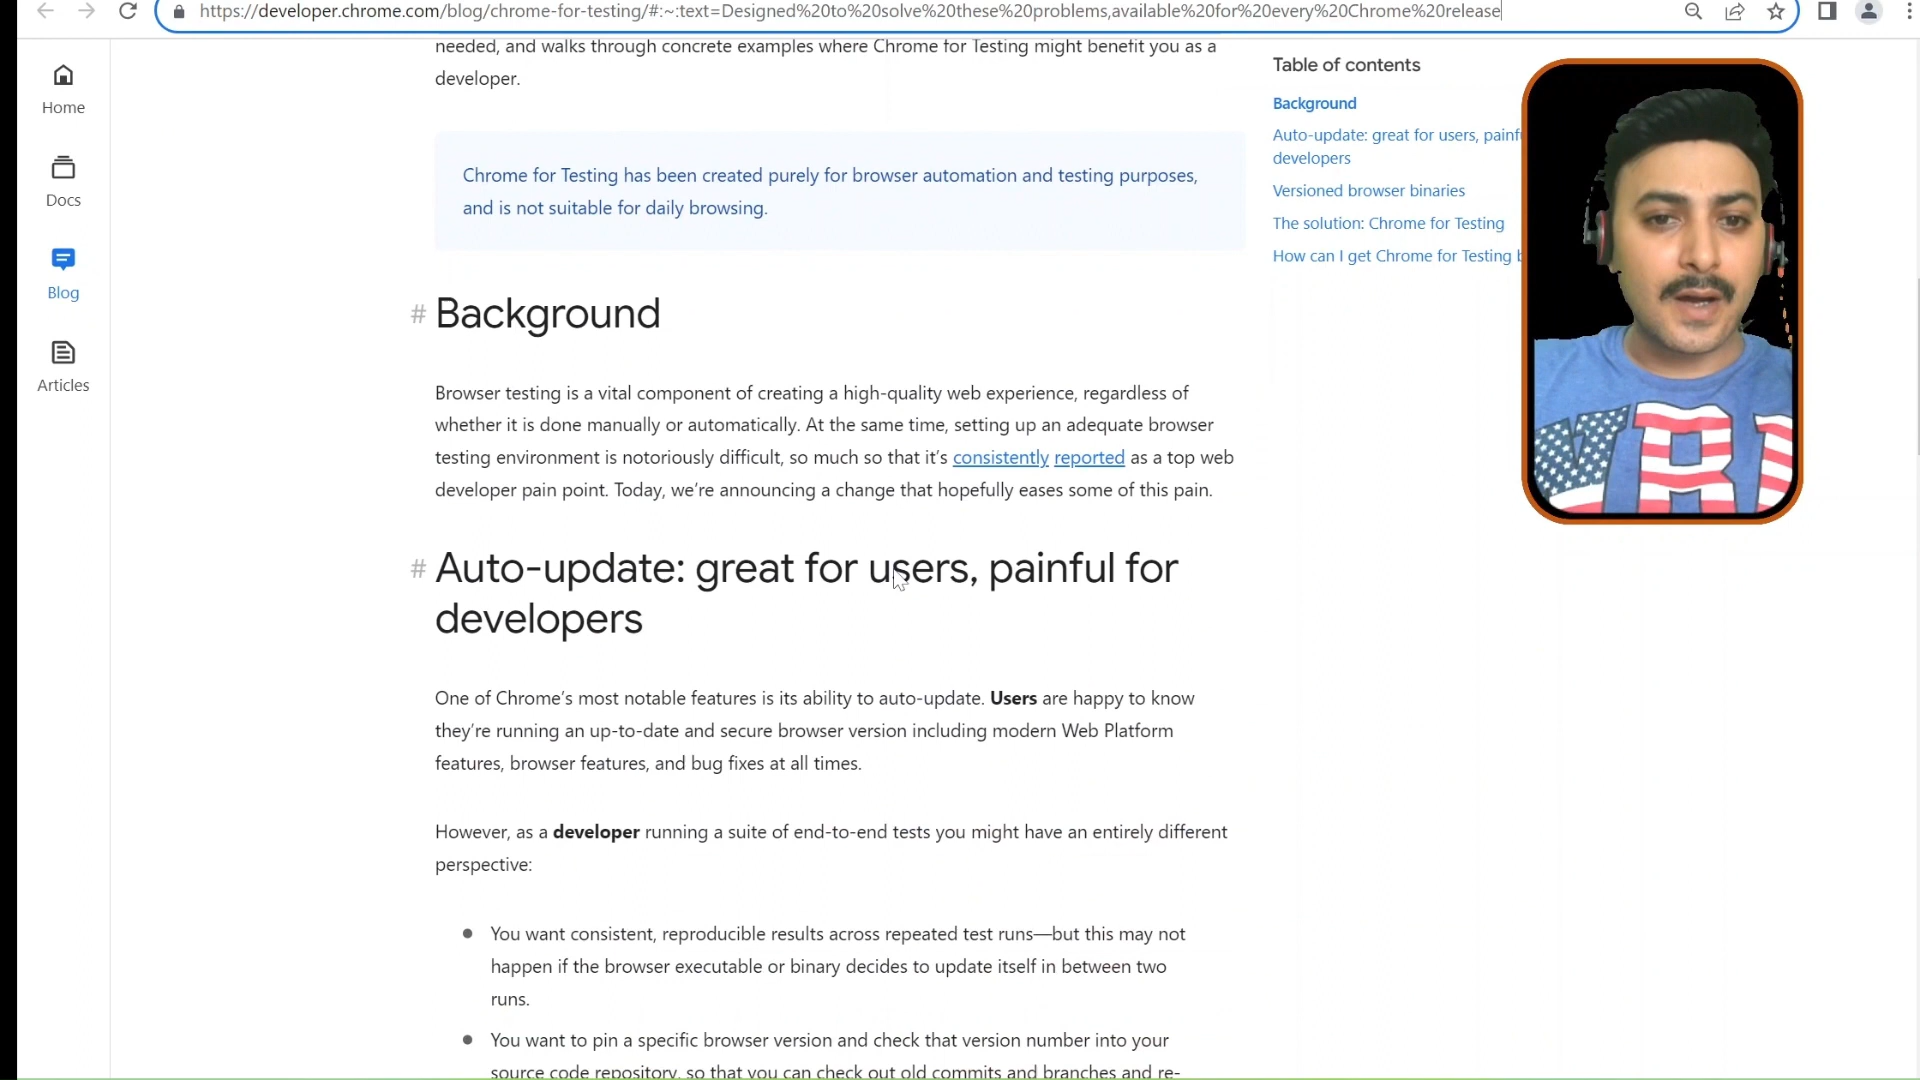 https://developer.chrome.com/blog/chrome-for-testing/#:~:text=Designed%20to%20solve%20these%20problems,available%20for%20every%20Chrome%20release
Home
Docs
Blog
Articles
needed, and walks through concrete examples where Chrome for Testing might benefit you as a
developer.
Chrome for Testing has been created purely for browser automation and testing purposes,
and is not suitable for daily browsing.
# Background
Browser testing is a vital component of creating a high-quality web experience, regardless of
whether it is done manually or automatically. At the same time, setting up an adequate browser
testing environment is notoriously difficult, so much so that it’s consistently reported as a top web
developer pain point. Today, we’re announcing a change that hopefully eases some of this pain.
# Auto-update: great for users, painful for
developers
One of Chrome’s most notable features is its ability to auto-update. Users are happy to know
they’re running an up-to-date and secure browser version including modern Web Platform
features, browser features, and bug fixes at all times.
However, as a developer running a suite of end-to-end tests you might have an entirely different
perspective:
● You want consistent, reproducible results across repeated test runs—but this may not
happen if the browser executable or binary decides to update itself in between two
runs.
● You want to pin a specific browser version and check that version number into your
source code repository, so that you can check out old commits and branches and re-
Table of contents
Background
Auto-update: great for users, painfu
developers
Versioned browser binaries
The solution: Chrome for Testing
How can I get Chrome for Testing b